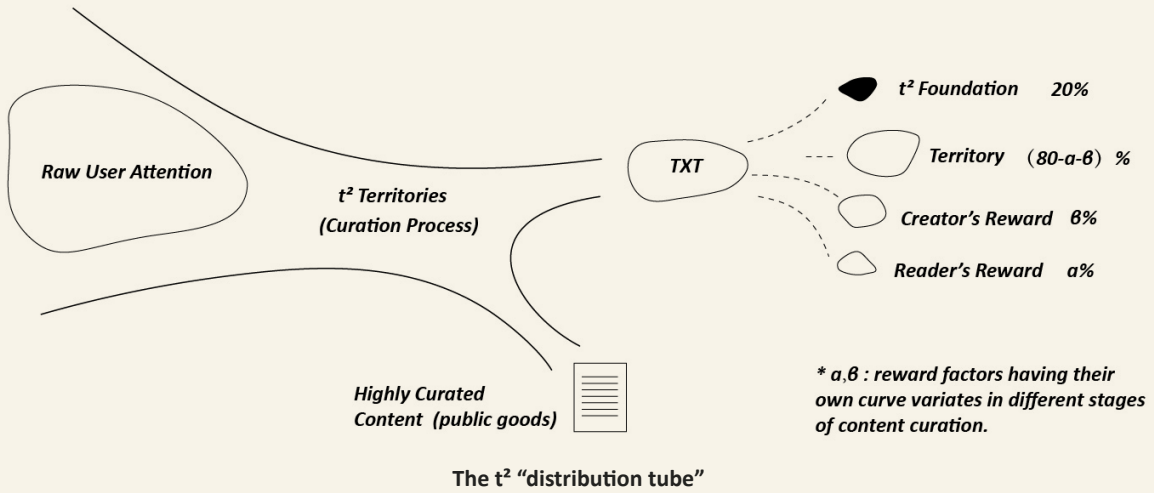 Raw User Attention
t² Territories
(Curation Process)
TXT
t² Foundation 20%
Territory (80-a-β) %
Creator's Reward β%
Reader's Reward a%
Highly Curated
Content (public goods)
* a,β : reward factors having their
own curve variates in different stages
of content curation.
The t² “distribution tube”